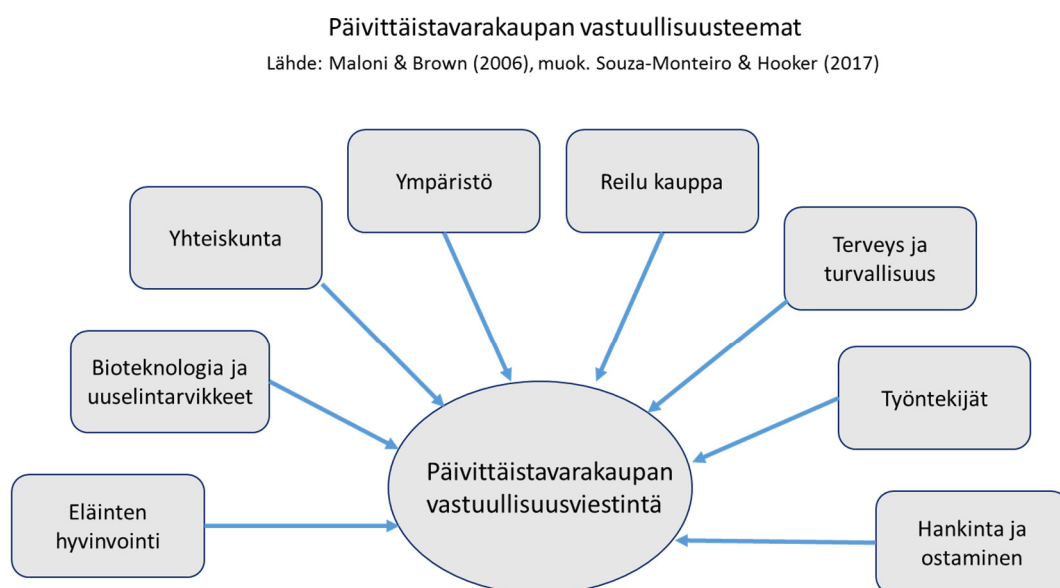 Päivittäistavarakaupan vastuullisuusteemat
Lähde: Maloni & Brown (2006), muok. Souza-Monteiro & Hooker (2017)
Ympäristö
Reilu kauppa
Yhteiskunta
Terveys ja
turvallisuus
Bioteknologia ja
uuselintarvikkeet
Työntekijät
Päivittäistavarakaupan
vastuullisuusviestintä
Eläinten
hyvinvointi
Hankinta ja
ostaminen